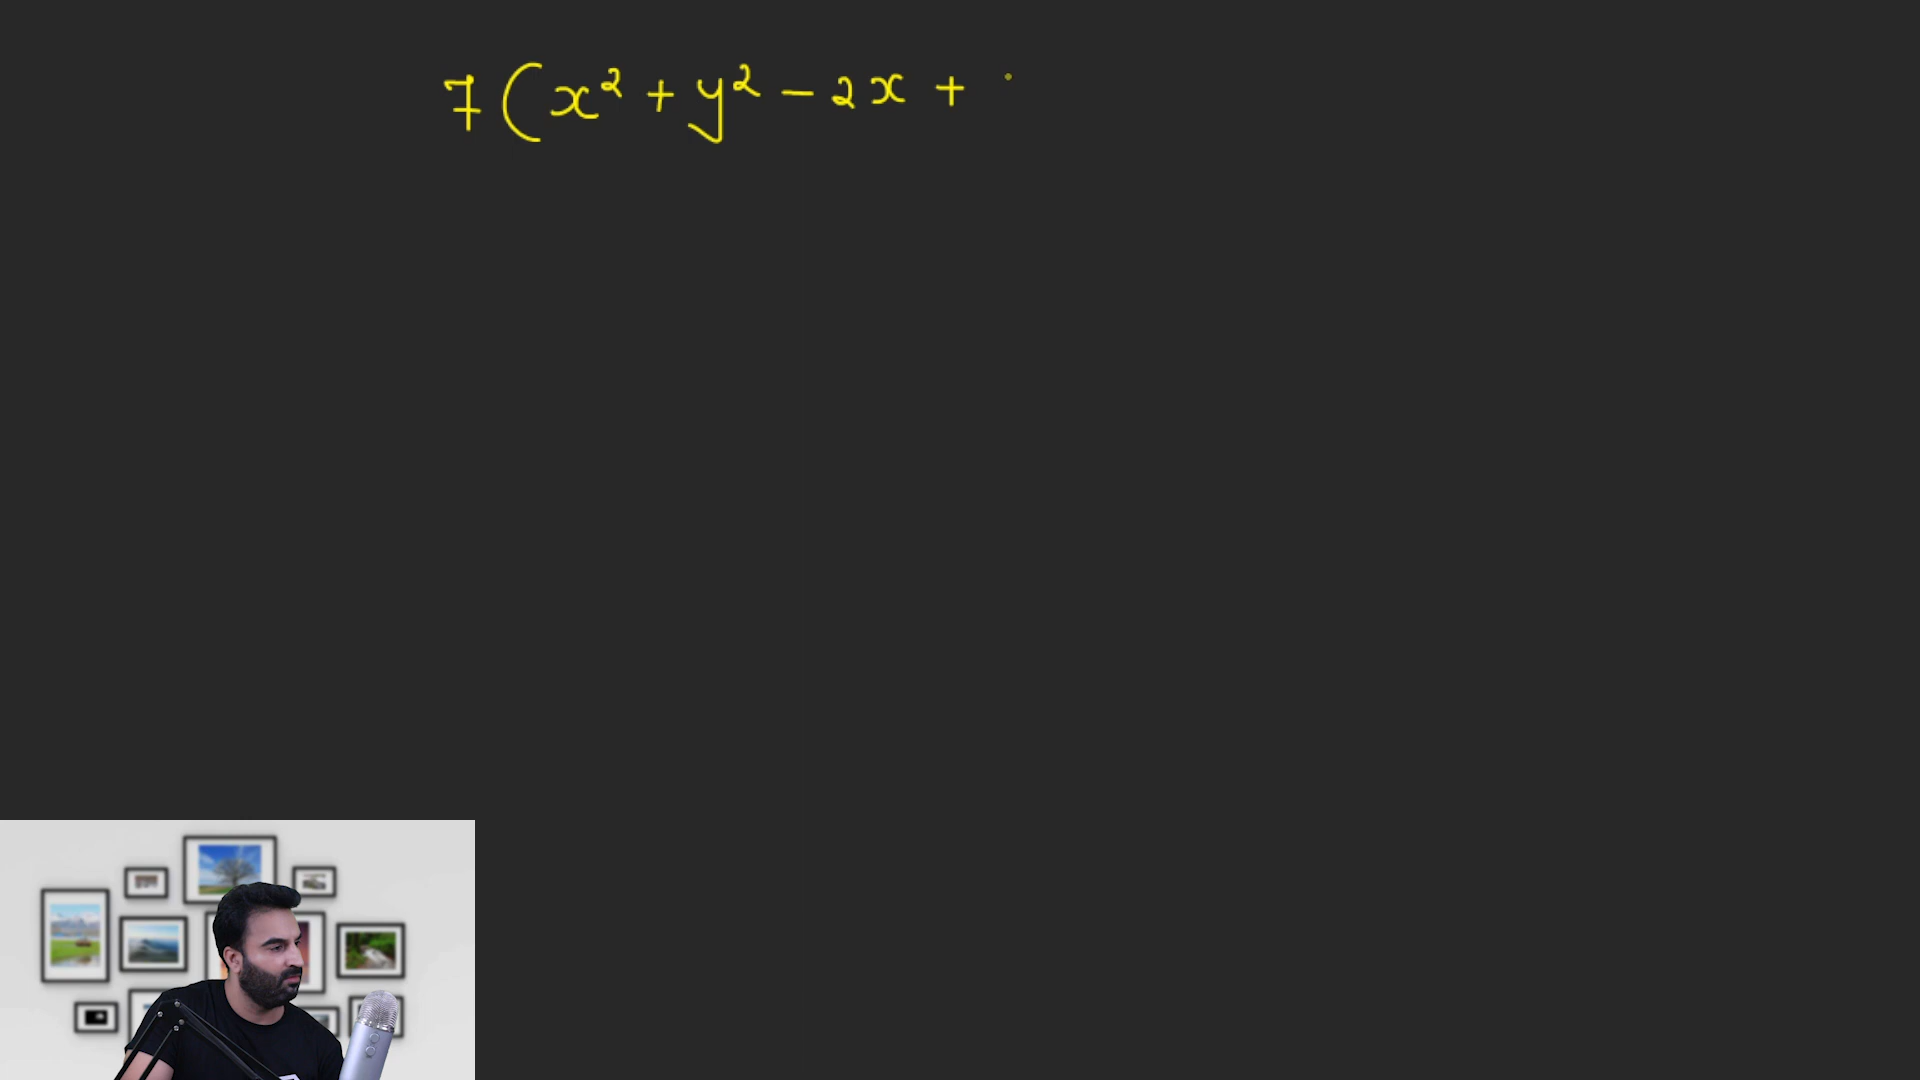 7 ( x² + y² − 2x +